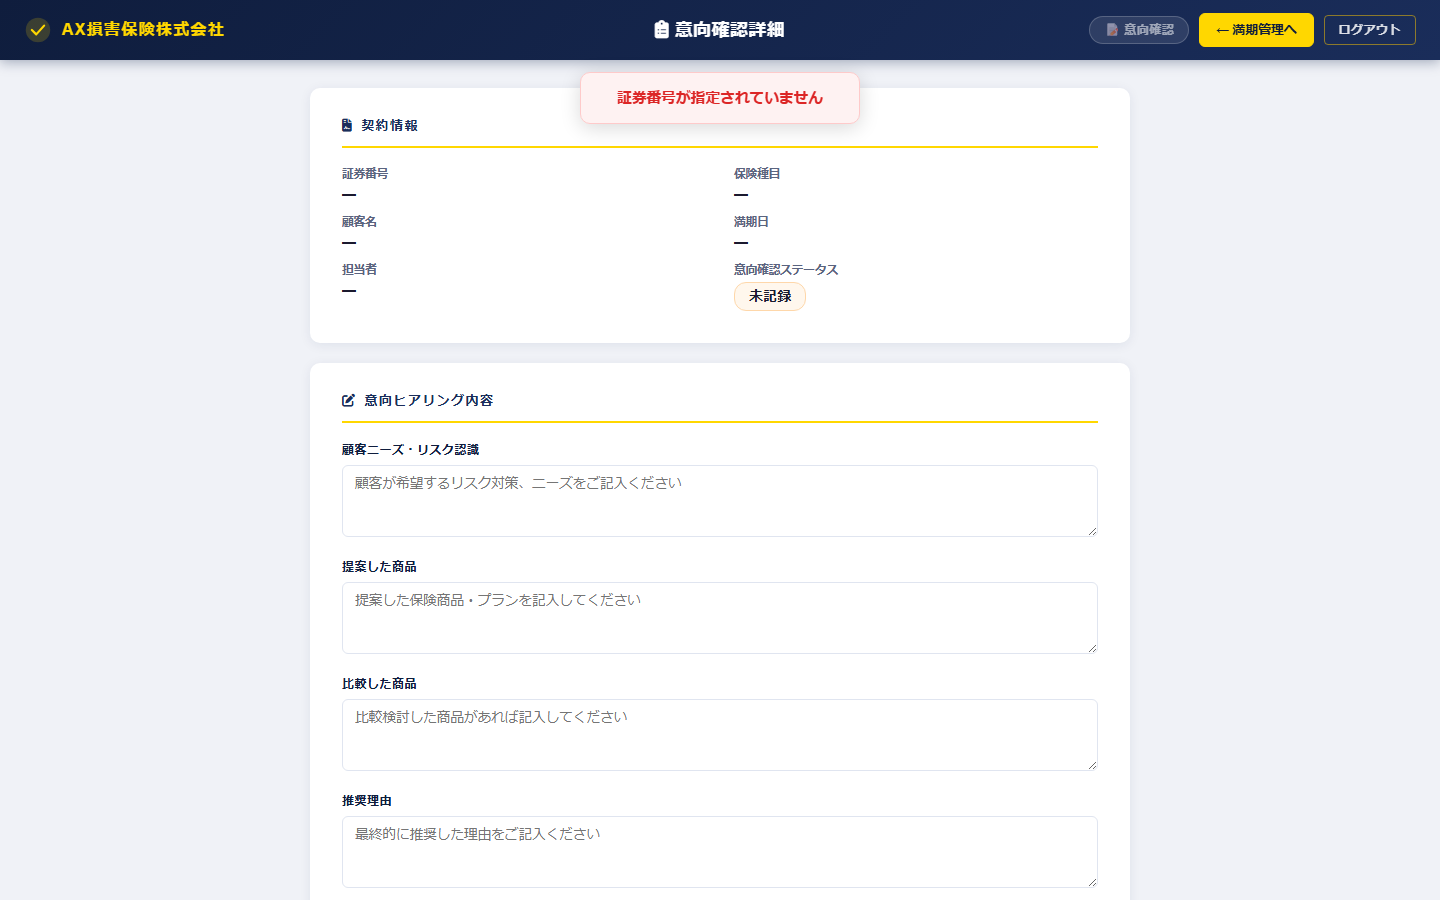 AX損害保険株式会社
意向確認詳細
意向確認
← 満期管理へ
ログアウト
証券番号が指定されていません
契約情報
証券番号
—
保険種目
—
顧客名
—
満期日
—
担当者
—
意向確認ステータス
未記録
意向ヒアリング内容
顧客ニーズ・リスク認識
顧客が希望するリスク対策、ニーズをご記入ください
提案した商品
提案した保険商品・プランを記入してください
比較した商品
比較検討した商品があれば記入してください
推奨理由
最終的に推奨した理由をご記入ください